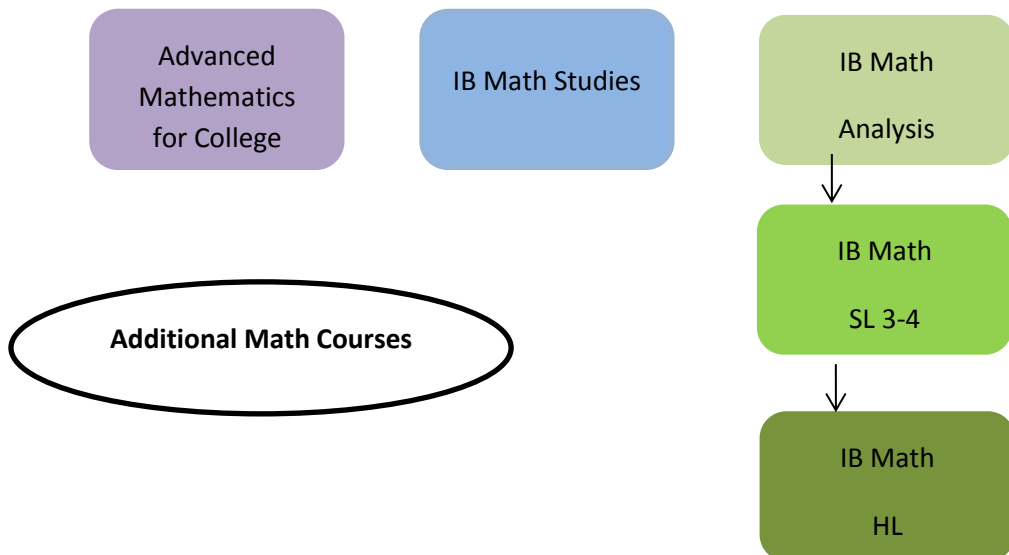 Advanced
Mathematics
for College
IB Math Studies
IB Math
Analysis
IB Math
SL 3-4
Additional Math Courses
IB Math
HL